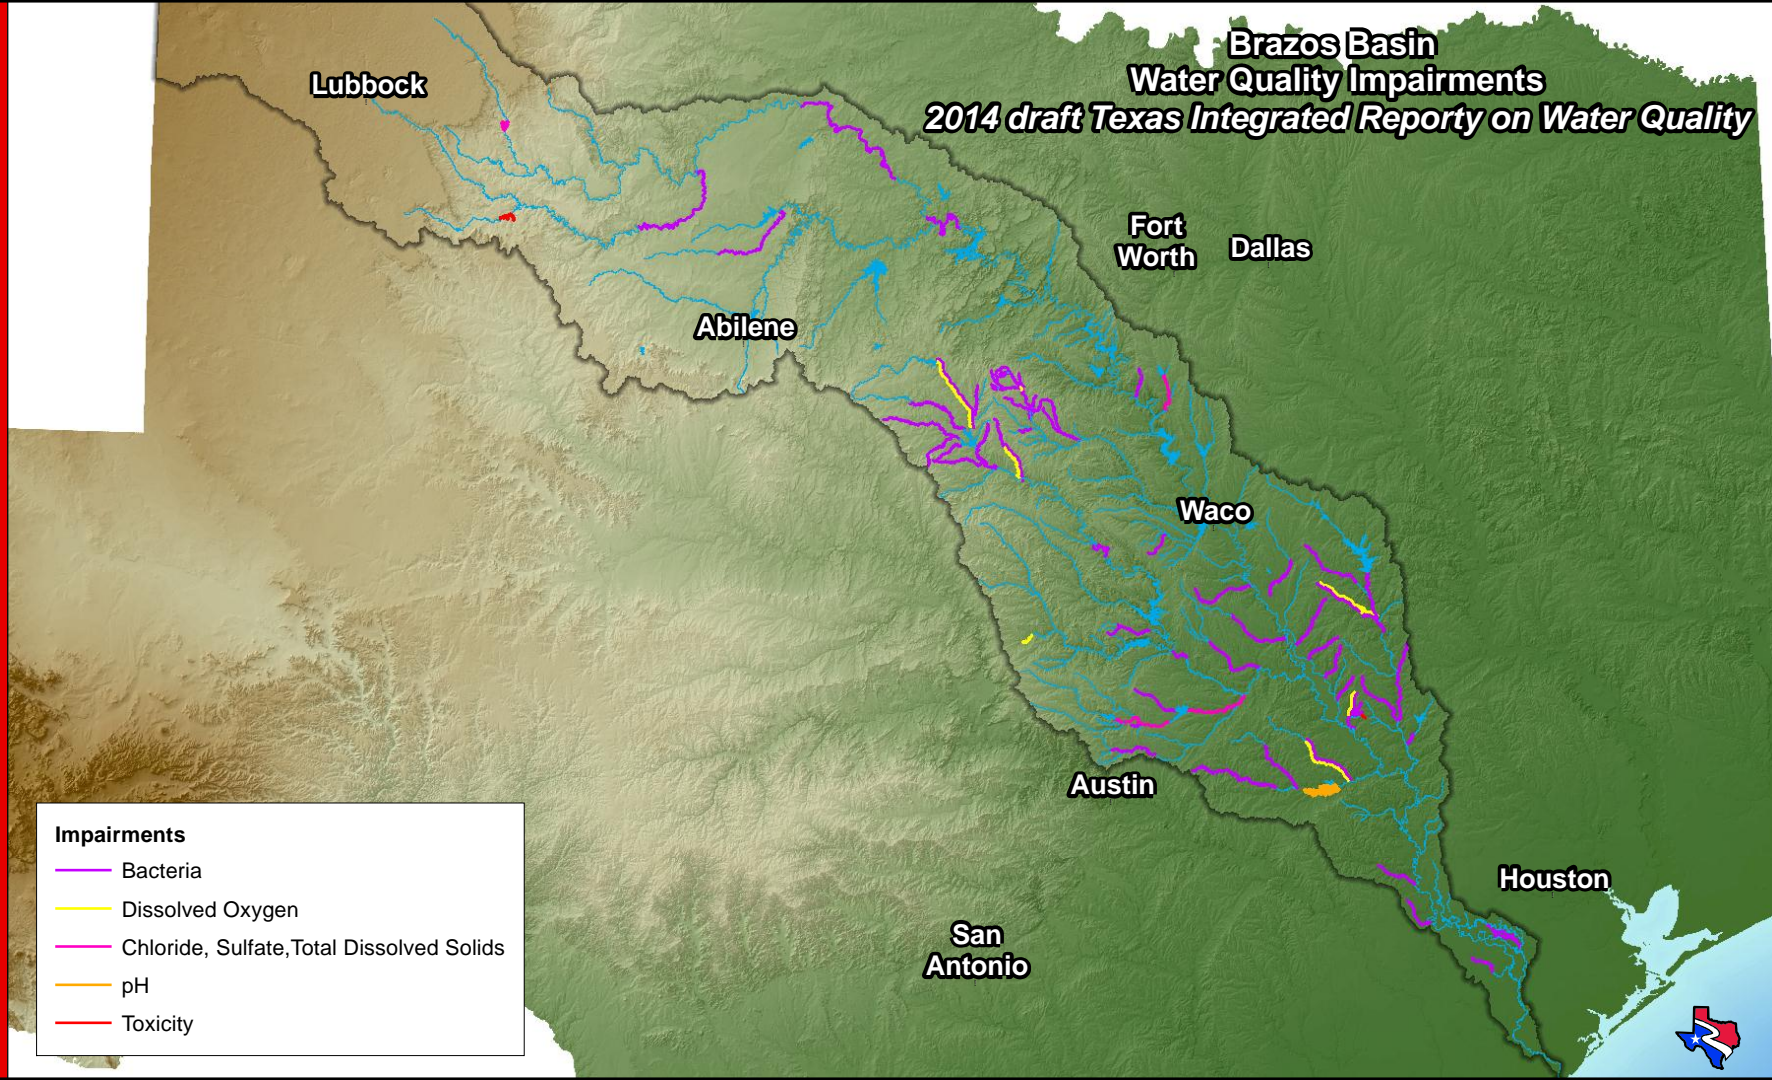 Brazos Basin
Water Quality Impairments
2014 draft Texas Integrated Reporty on Water Quality
Lubbock
Fort
Worth
Dallas
Abilene
Waco
Austin
Houston
San
Antonio
Impairments
Bacteria
Dissolved Oxygen
Chloride, Sulfate,Total Dissolved Solids
pH
Toxicity